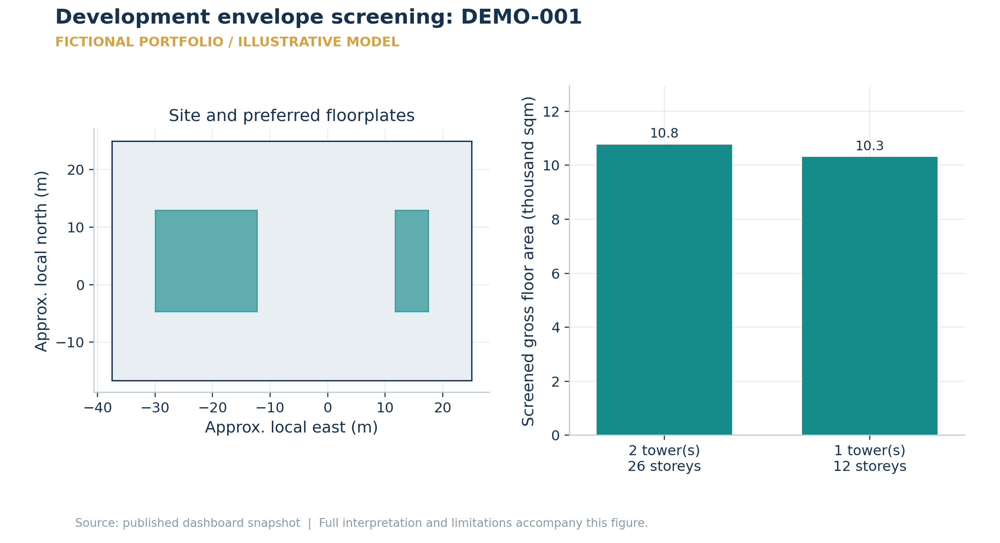 Development envelope screening: DEMO-001
FICTIONAL PORTFOLIO / ILLUSTRATIVE MODEL
Site and preferred floorplates
Approx. local north (m)
20
10
0
−10
−40
−30
−20
−10
0
10
20
Approx. local east (m)
Screened gross floor area (thousand sqm)
12
10
8
6
4
2
0
10.8
10.3
2 tower(s)
26 storeys
1 tower(s)
12 storeys
Source: published dashboard snapshot | Full interpretation and limitations accompany this figure.